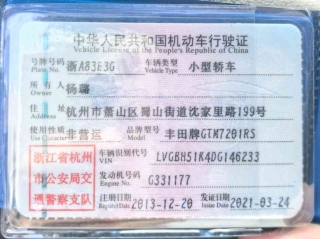 中华人民共和国机动车行驶证
Vehicle License of the People's Republic of China
号牌号码 浙A83E3G 车辆类型 小型轿车
Plate No. Vehicle Type
所有人 杨璐
Owner
住址 杭州市萧山区蜀山街道沈家里路199号
Address
使用性质 非营运 品牌型号 丰田牌GTM7201RS
Use Character Model
浙江省杭州
市公安局交
通警察支队
车辆识别代号 LVGBH51K4DG146233
VIN
发动机号码 G331177
Engine No.
注册日期 2013-12-20 发证日期 2021-03-24
Register Date Issue Date